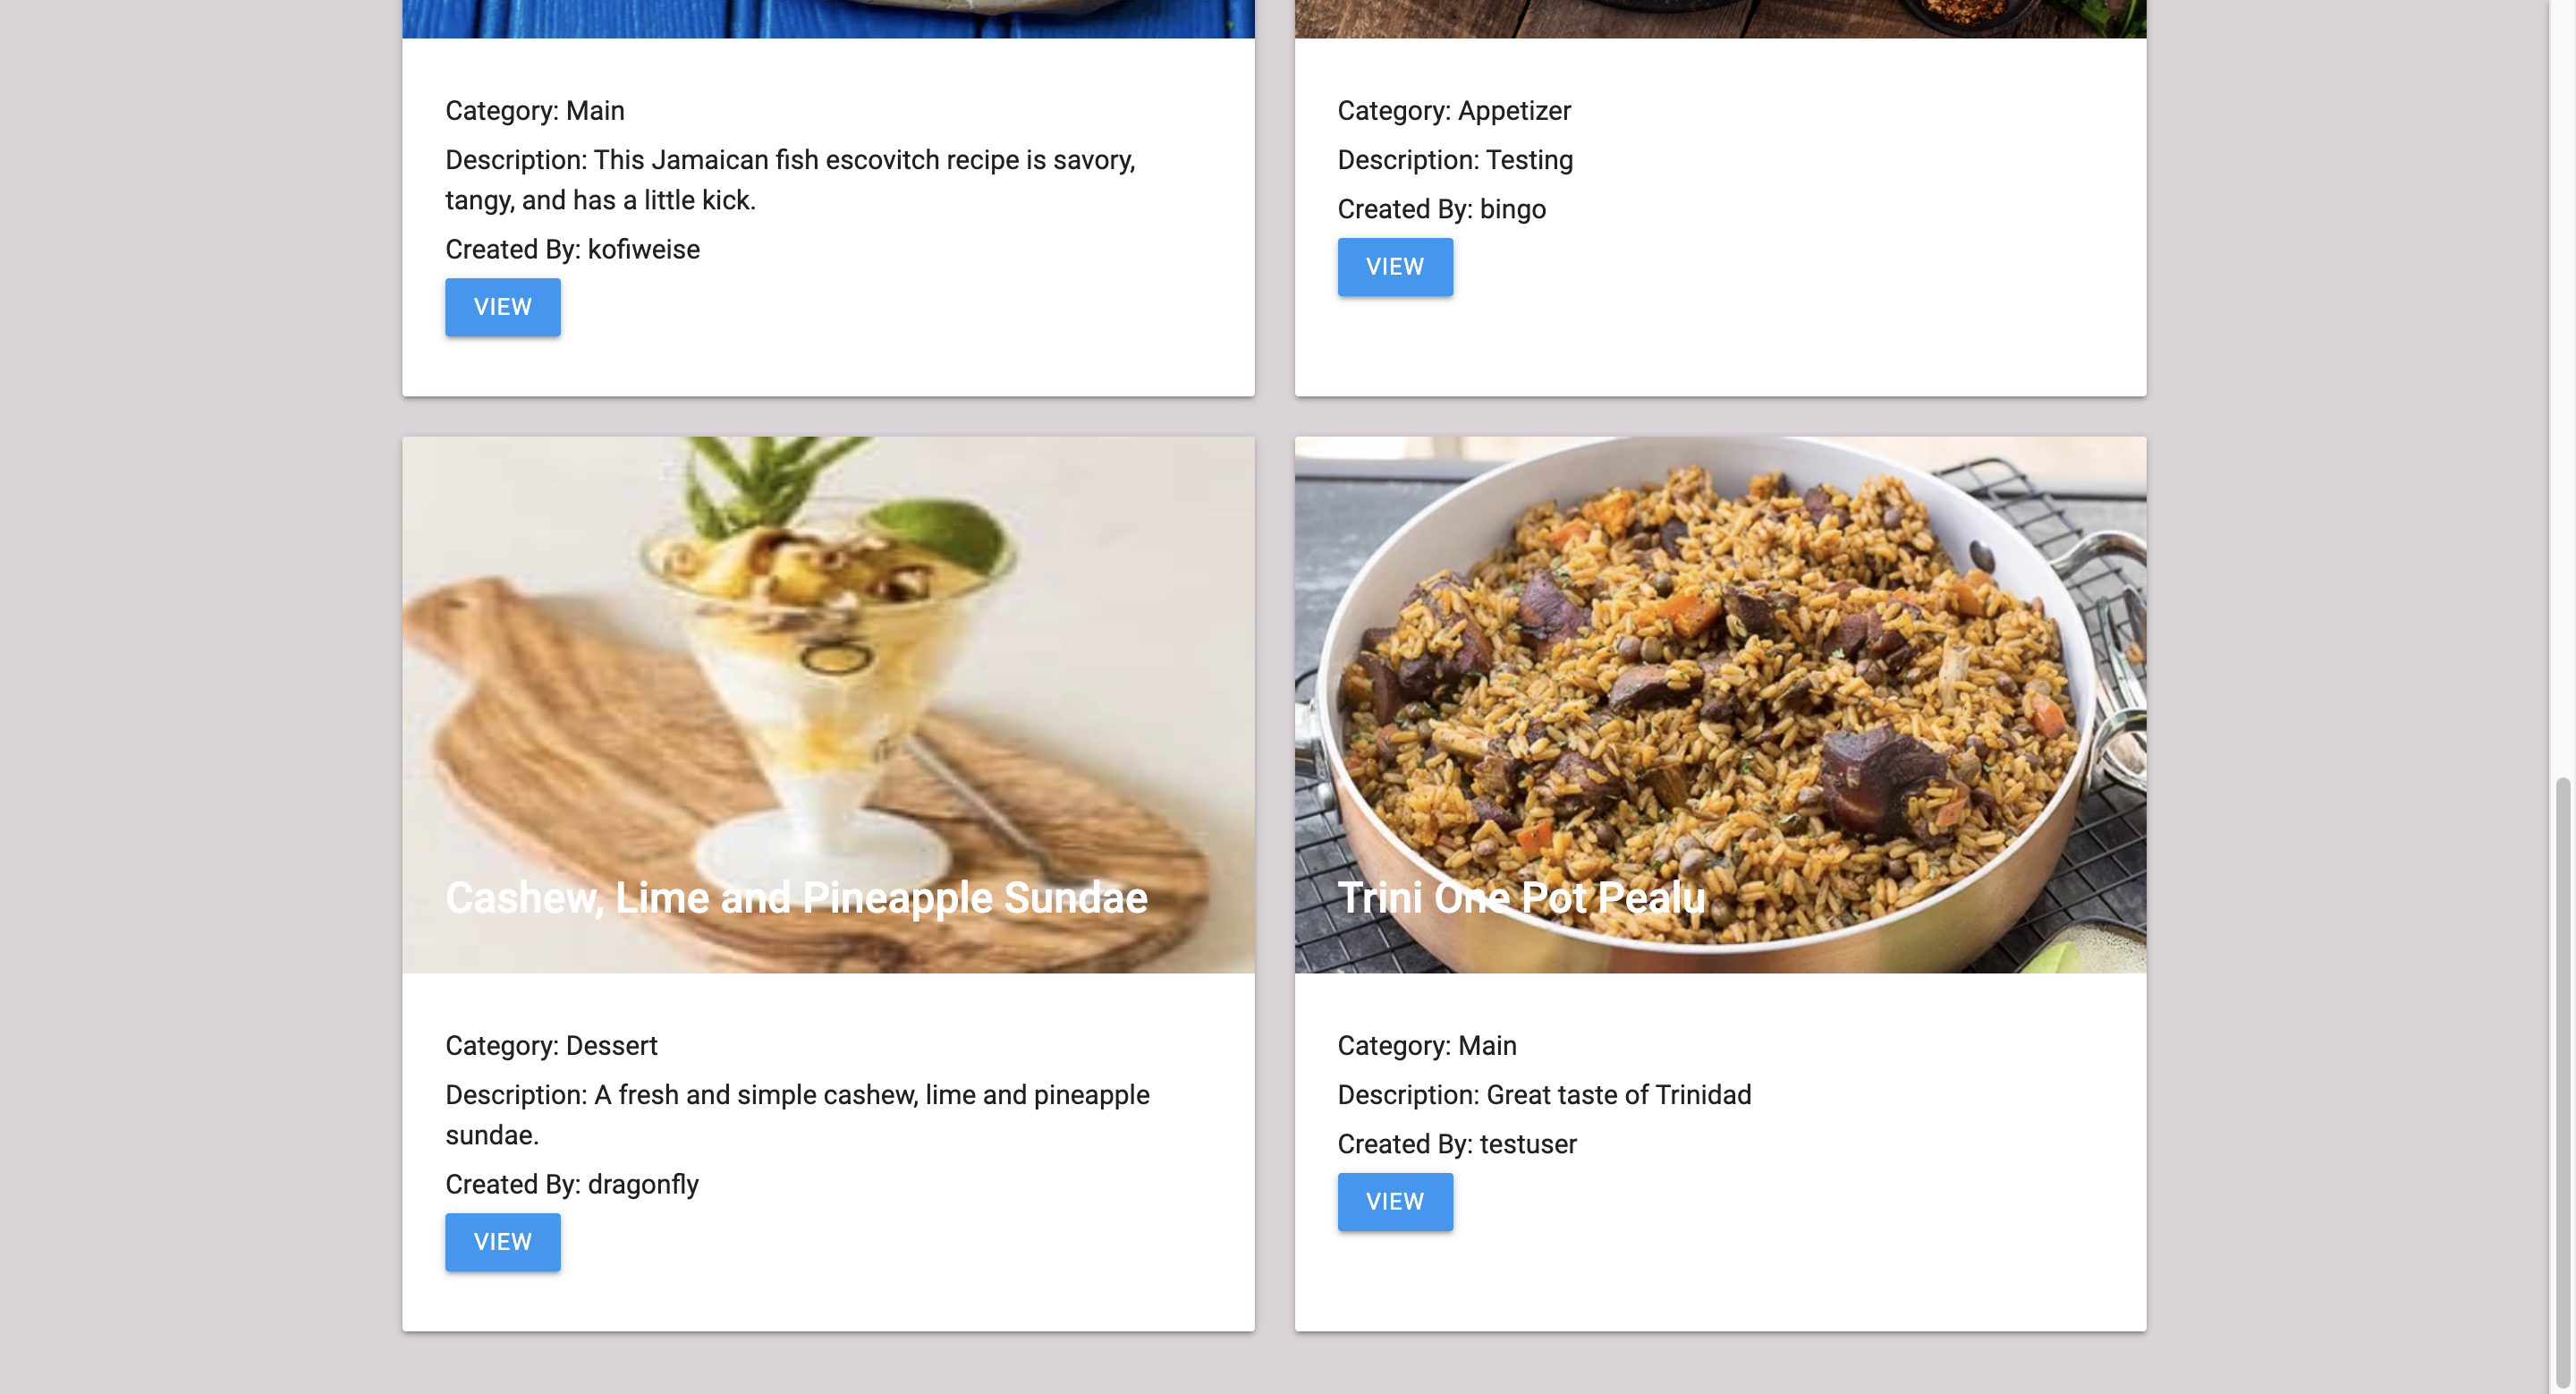 Category: Main
Description: This Jamaican fish escovitch recipe is savory,
tangy, and has a little kick.
Created By: kofiweise
VIEW
Category: Appetizer
Description: Testing
Created By: bingo
VIEW
Cashew, Lime and Pineapple Sundae
Category: Dessert
Description: A fresh and simple cashew, lime and pineapple
sundae.
Created By: dragonfly
VIEW
Trini One Pot Pealu
Category: Main
Description: Great taste of Trinidad
Created By: testuser
VIEW